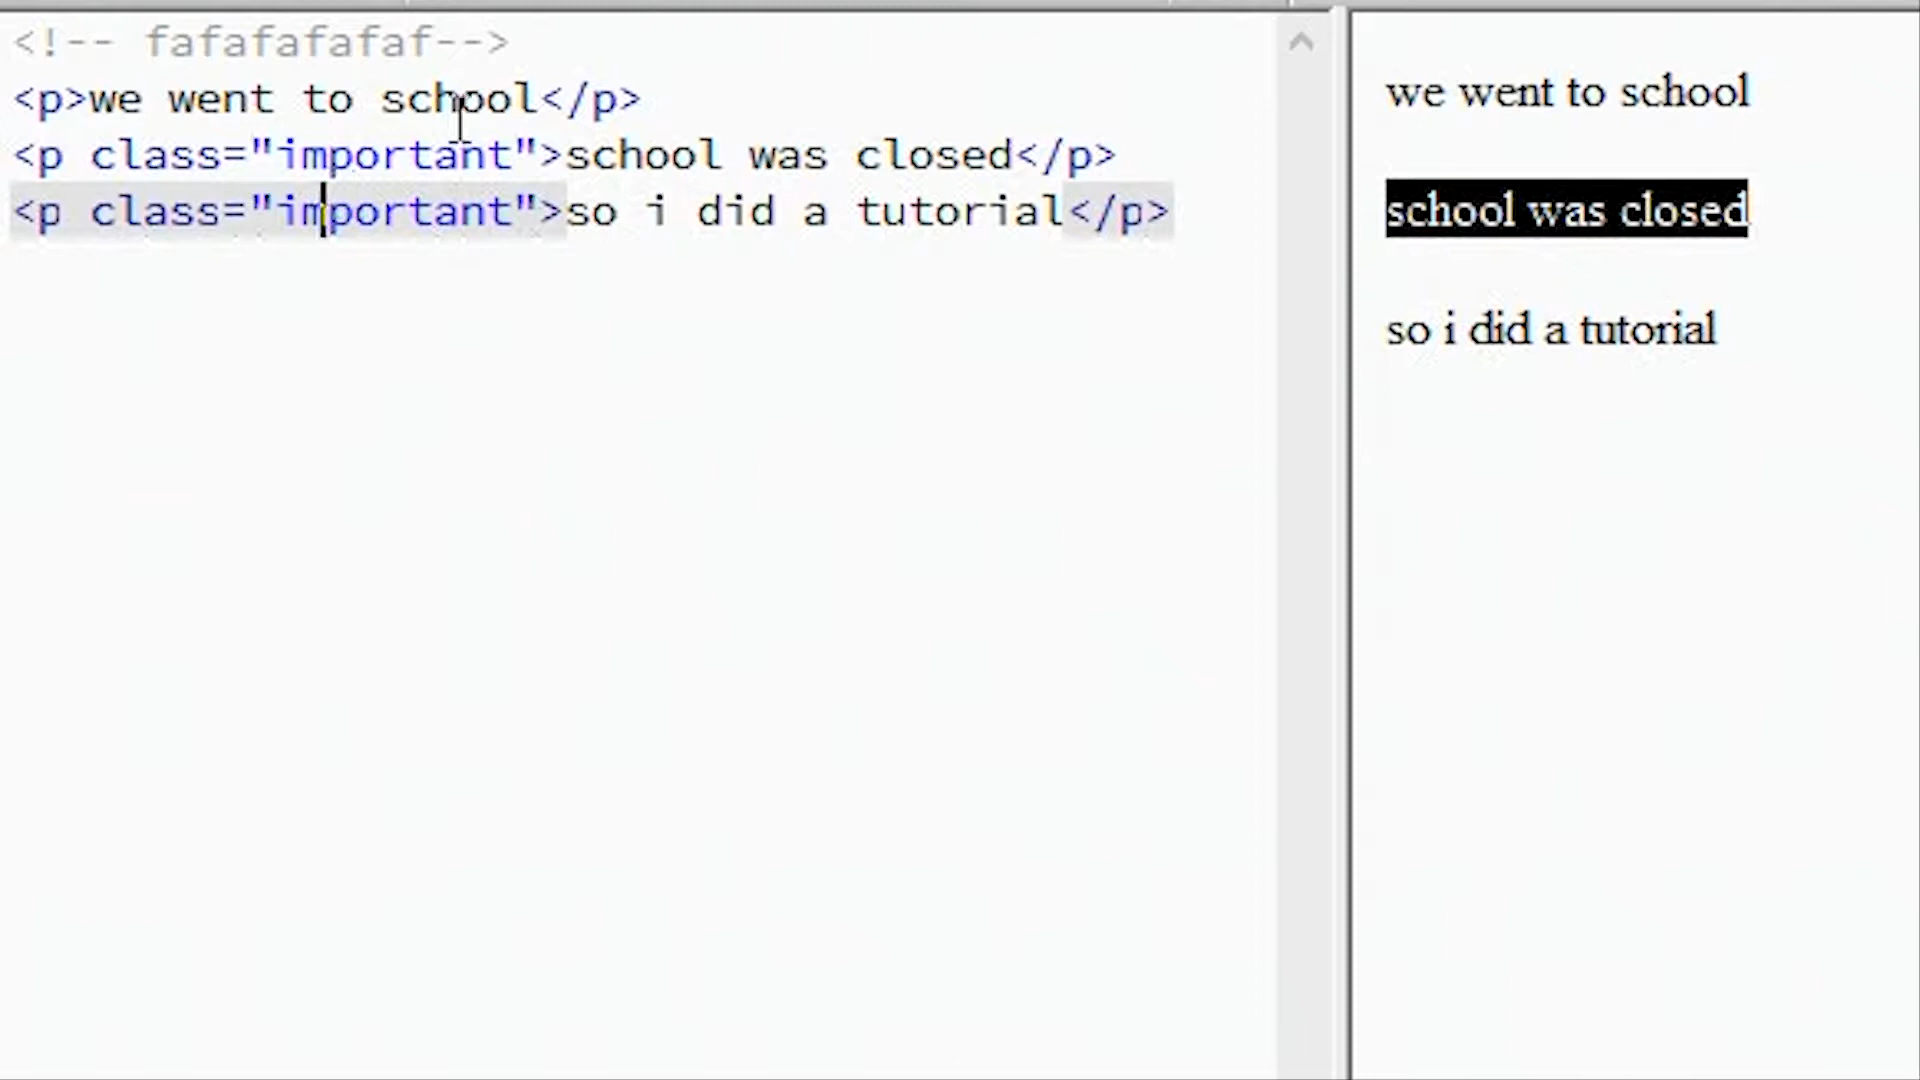 <!-- fafafafafaf-->
<p>we went to school</p>
<p class="important">school was closed</p>
<p class="important">so i did a tutorial</p>
we went to school
school was closed
so i did a tutorial